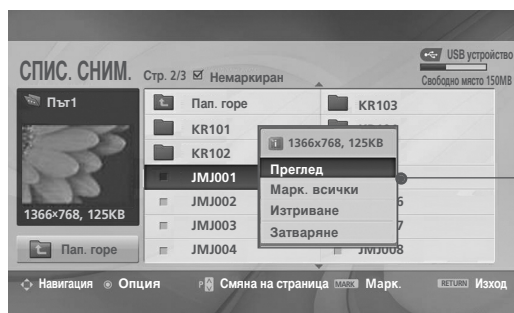 USB устройство
СПИС. СНИМ. Стр. 2/3 Немаркиран
Свободно място 150MB
Път1
1366×768, 125KB
Пап. горе
Пап. горе
KR101
KR102
JMJ001
JMJ002
JMJ003
JMJ004
KR103
JMJ008
1366x768, 125KB
Преглед
Марк. всички
Изтриване
Затваряне
Навигация Опция Смяна на страница MARK Марк. RETURN Изход